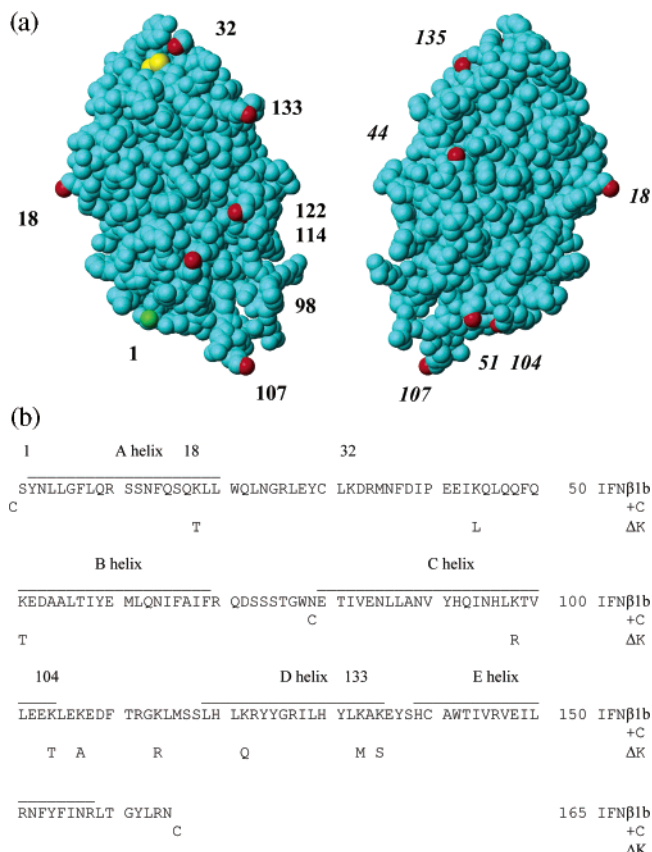 (a)
32
133
18
122
114
98
1
107
135
44
18
51 104
107
(b)
1 A helix 18 32
SYNLLGFLQR SSNFQSQKLL WQLNGRLEYC LKDRMNFDIP EEIKQLQQFQ 50 IFNβ1b
C +C
T L ΔK
B helix C helix
KEDAALTIYE MLQNIFAIFR QDSSSTGWNE TIVENLLANV YHQINHLKTV 100 IFNβ1b
C +C
T R ΔK
104 D helix 133 E helix
LEEKLEKEDF TRGKLMSSLH LKRYYGRILH YLKAKEYSHC AWTIVRVEIL 150 IFNβ1b
+C
T A R Q M S ΔK
RNFYFINRLT GYLRN 165 IFNβ1b
C +C
ΔK